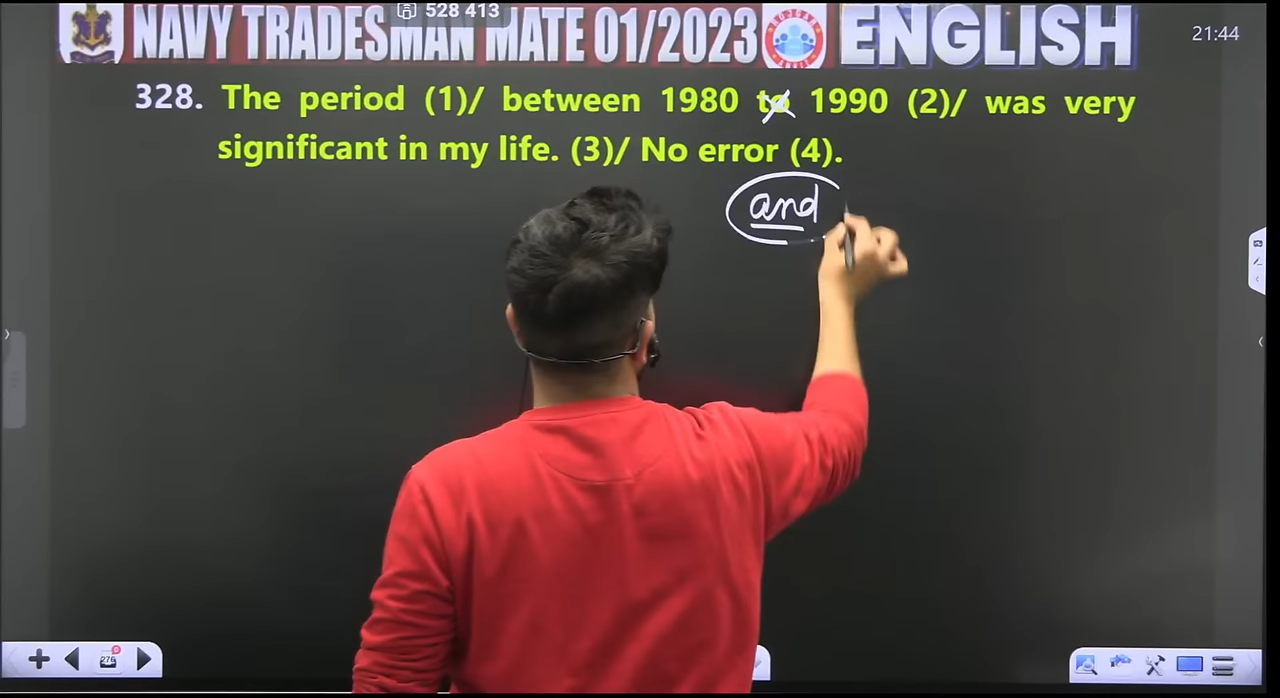 528 413
NAVY TRADESMAN MATE 01/2023 ENGLISH
21:44
328. The period (1)/ between 1980 to 1990 (2)/ was very
significant in my life. (3)/ No error (4).
and
276